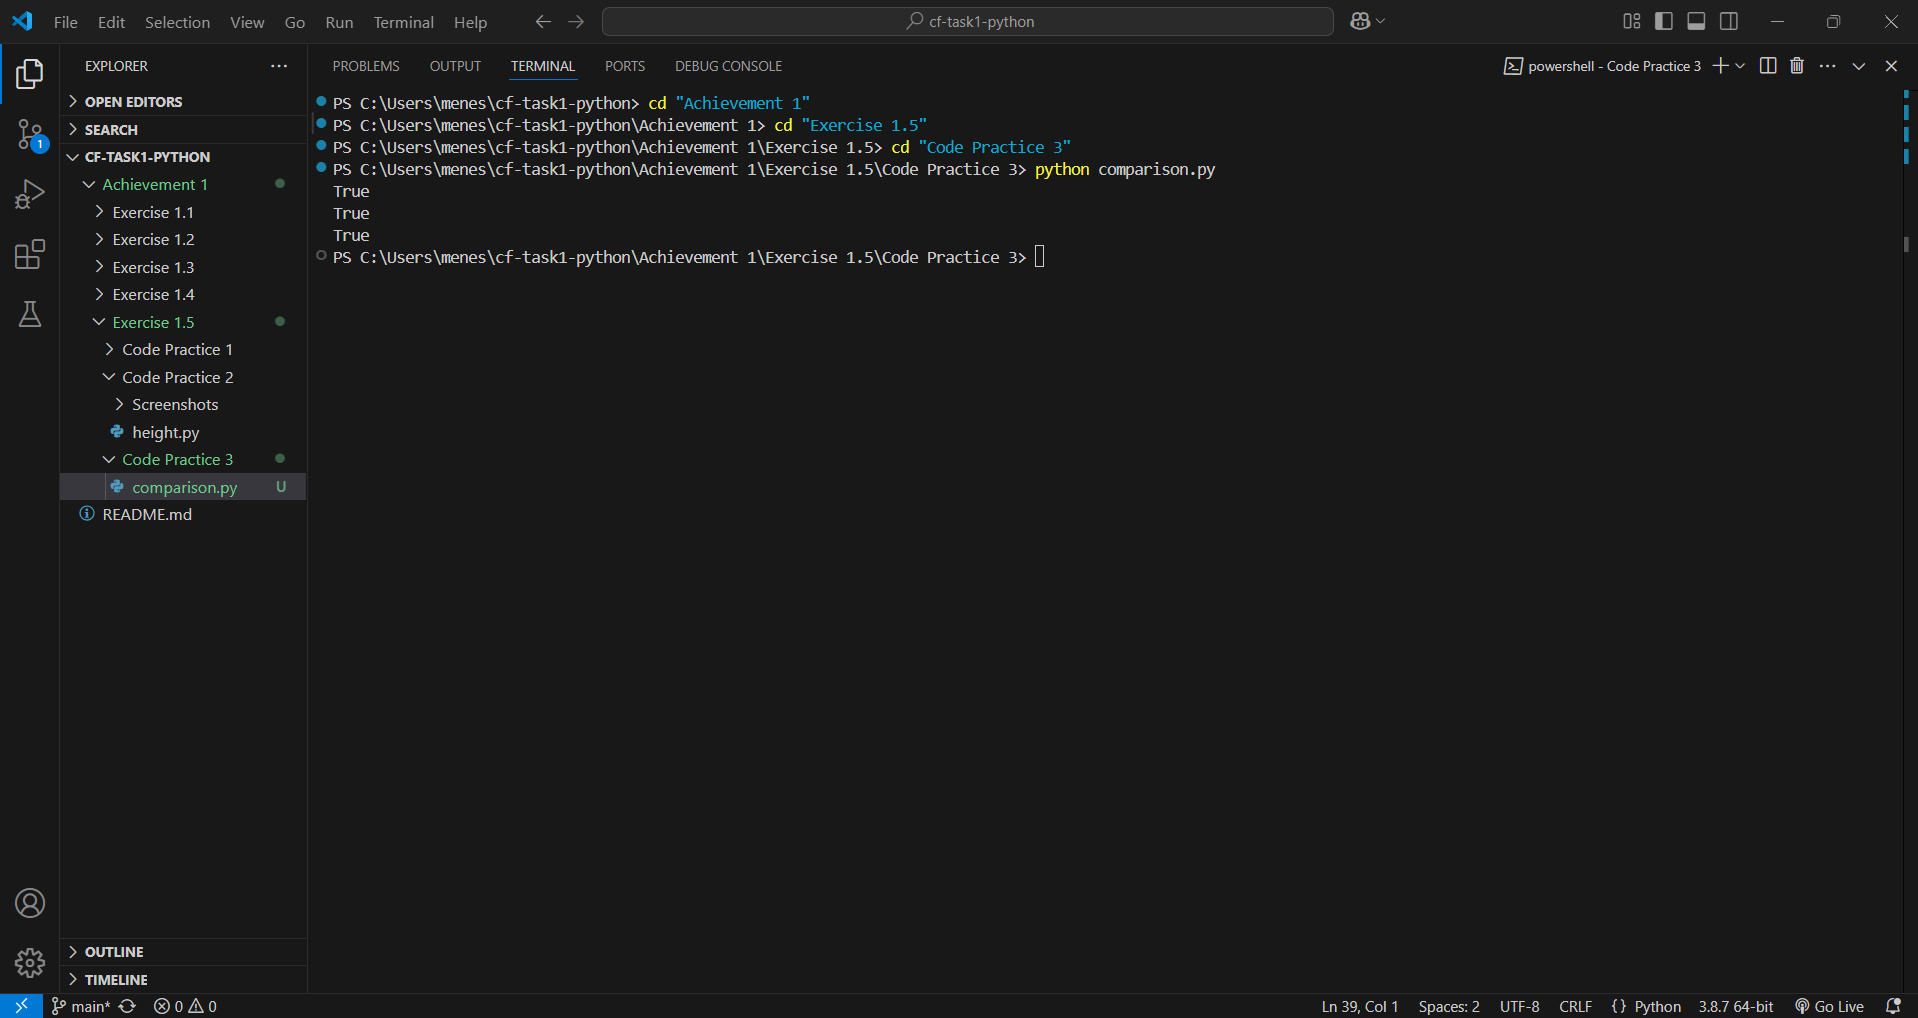 File Edit Selection View Go Run Terminal Help
cf-task1-python
EXPLORER
OPEN EDITORS
SEARCH
CF-TASK1-PYTHON
Achievement 1
Exercise 1.1
Exercise 1.2
Exercise 1.3
Exercise 1.4
Exercise 1.5
Code Practice 1
Code Practice 2
Screenshots
height.py
Code Practice 3
comparison.py U
README.md
OUTLINE
TIMELINE
1
PROBLEMS OUTPUT TERMINAL PORTS DEBUG CONSOLE
powershell - Code Practice 3
PS C:\Users\menes\cf-task1-python> cd "Achievement 1"
PS C:\Users\menes\cf-task1-python\Achievement 1> cd "Exercise 1.5"
PS C:\Users\menes\cf-task1-python\Achievement 1\Exercise 1.5> cd "Code Practice 3"
PS C:\Users\menes\cf-task1-python\Achievement 1\Exercise 1.5\Code Practice 3> python comparison.py
True
True
True
PS C:\Users\menes\cf-task1-python\Achievement 1\Exercise 1.5\Code Practice 3>
main* 0 0
Ln 39, Col 1 Spaces: 2 UTF-8 CRLF {} Python 3.8.7 64-bit Go Live